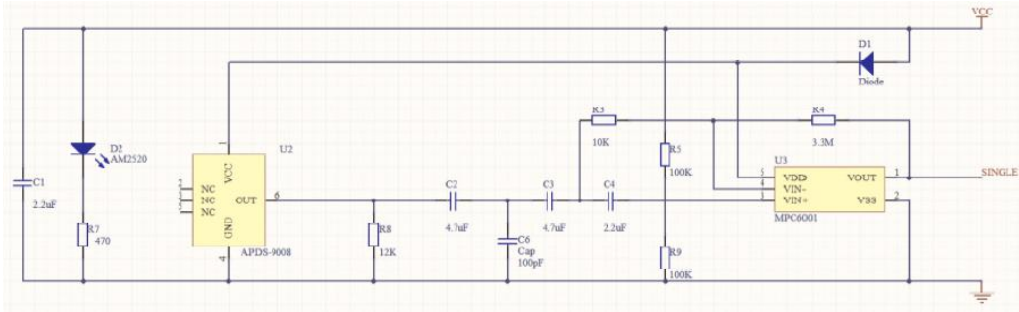 VCC
D1
Diode
R3
10K
R4
3.3M
D2
AM2520
U2
1
VCC
NC
NC
NC
OUT
6
GND
4
APDS-9008
C1
2.2uF
R7
470
R8
12K
C2
4.7uF
C6
Cap
100pF
C3
4.7uF
C4
2.2uF
R5
100K
R9
100K
U3
5
VDD
VOUT
1
4
VIN-
3
VIN+
VSS
2
MPC6001
SINGLE